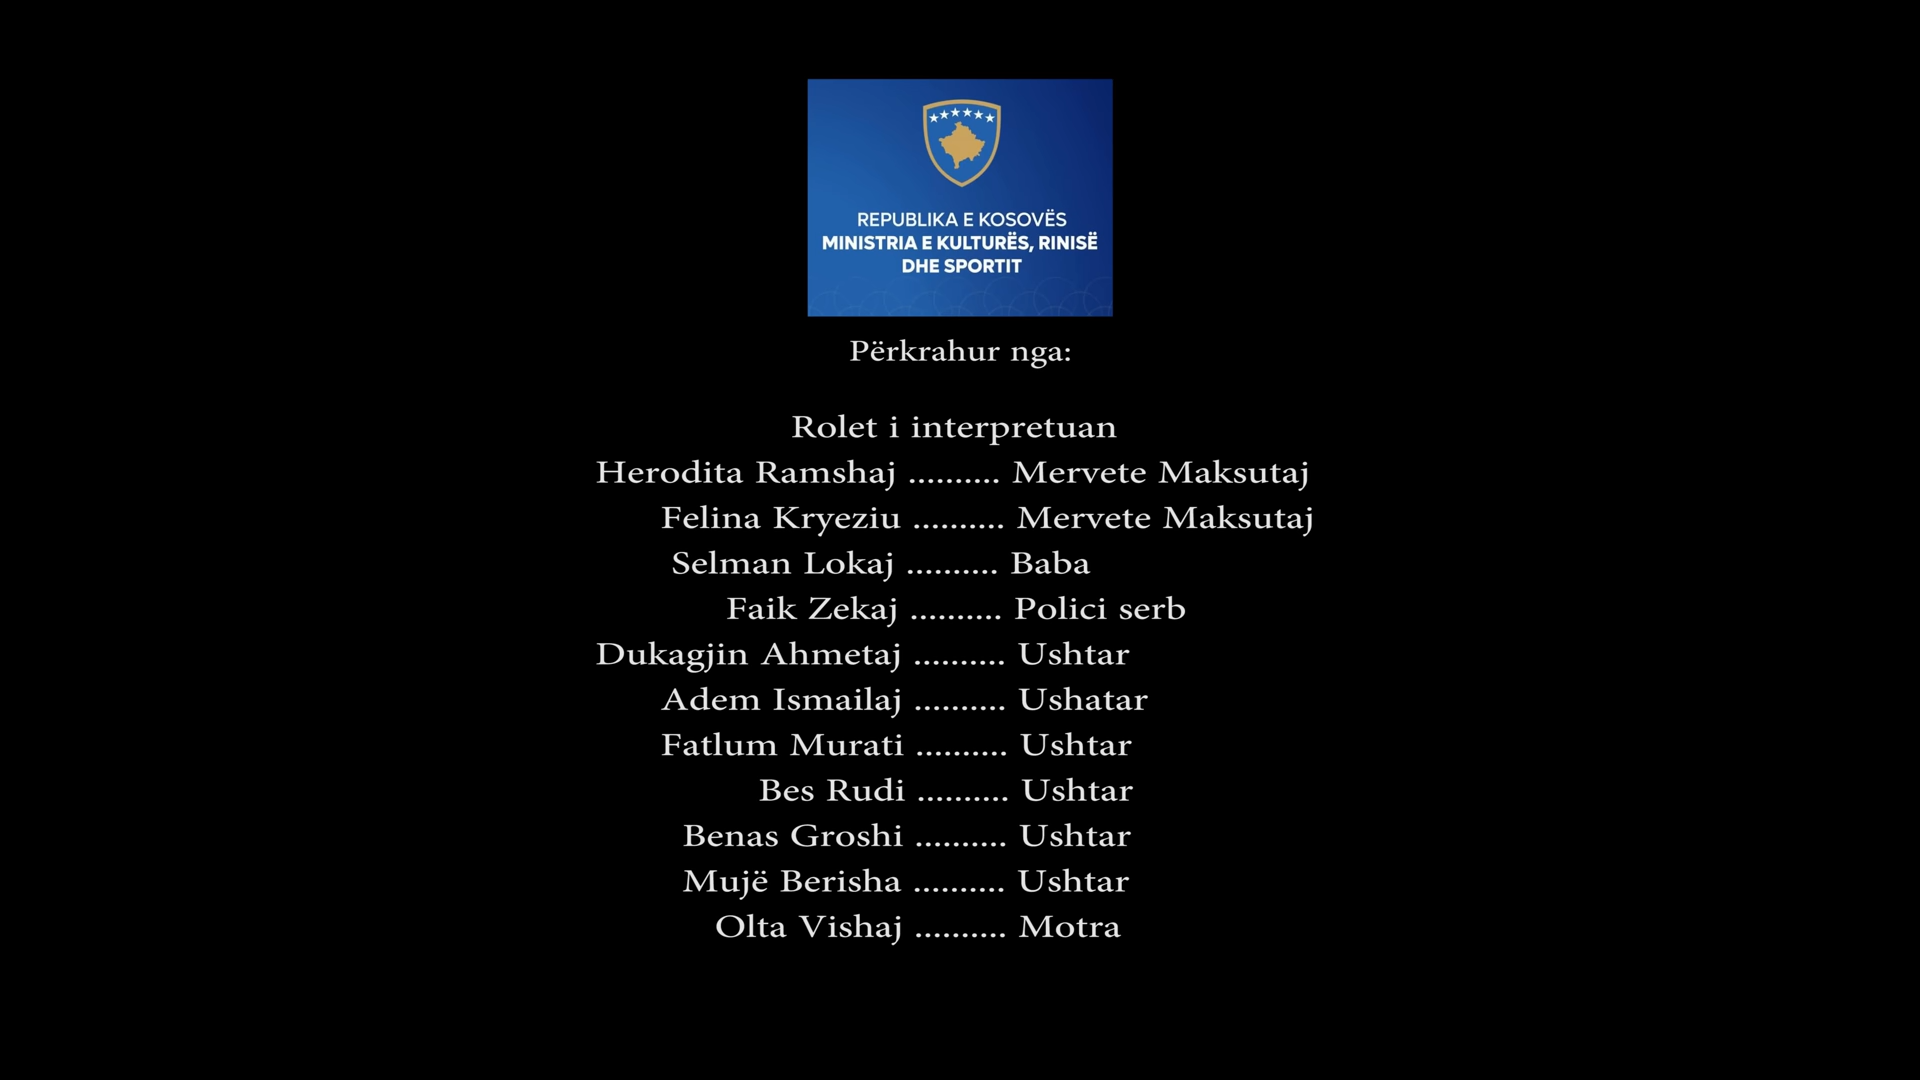 REPUBLIKA E KOSOVËS
MINISTRIA E KULTURËS, RINISË
DHE SPORTIT
Përkrahur nga:
Rolet i interpretuan
Herodita Ramshaj .......... Mervete Maksutaj
Felina Kryeziu .......... Mervete Maksutaj
Selman Lokaj .......... Baba
Faik Zekaj .......... Polici serb
Dukagjin Ahmetaj .......... Ushtar
Adem Ismailaj .......... Ushatar
Fatlum Murati .......... Ushtar
Bes Rudi .......... Ushtar
Benas Groshi .......... Ushtar
Mujë Berisha .......... Ushtar
Olta Vishaj .......... Motra